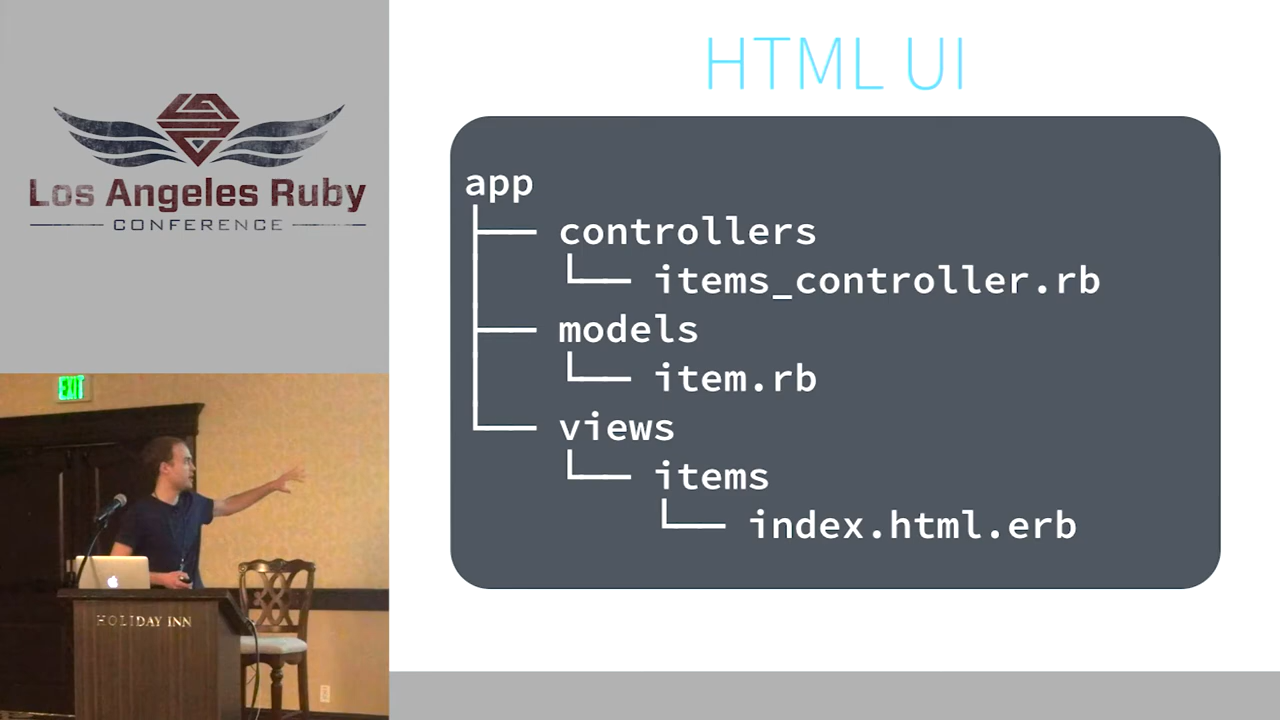 Los Angeles Ruby
CONFERENCE
EXIT
HOLIDAY INN
HTML UI
app
├── controllers
│   └── items_controller.rb
├── models
│   └── item.rb
└── views
    └── items
        └── index.html.erb